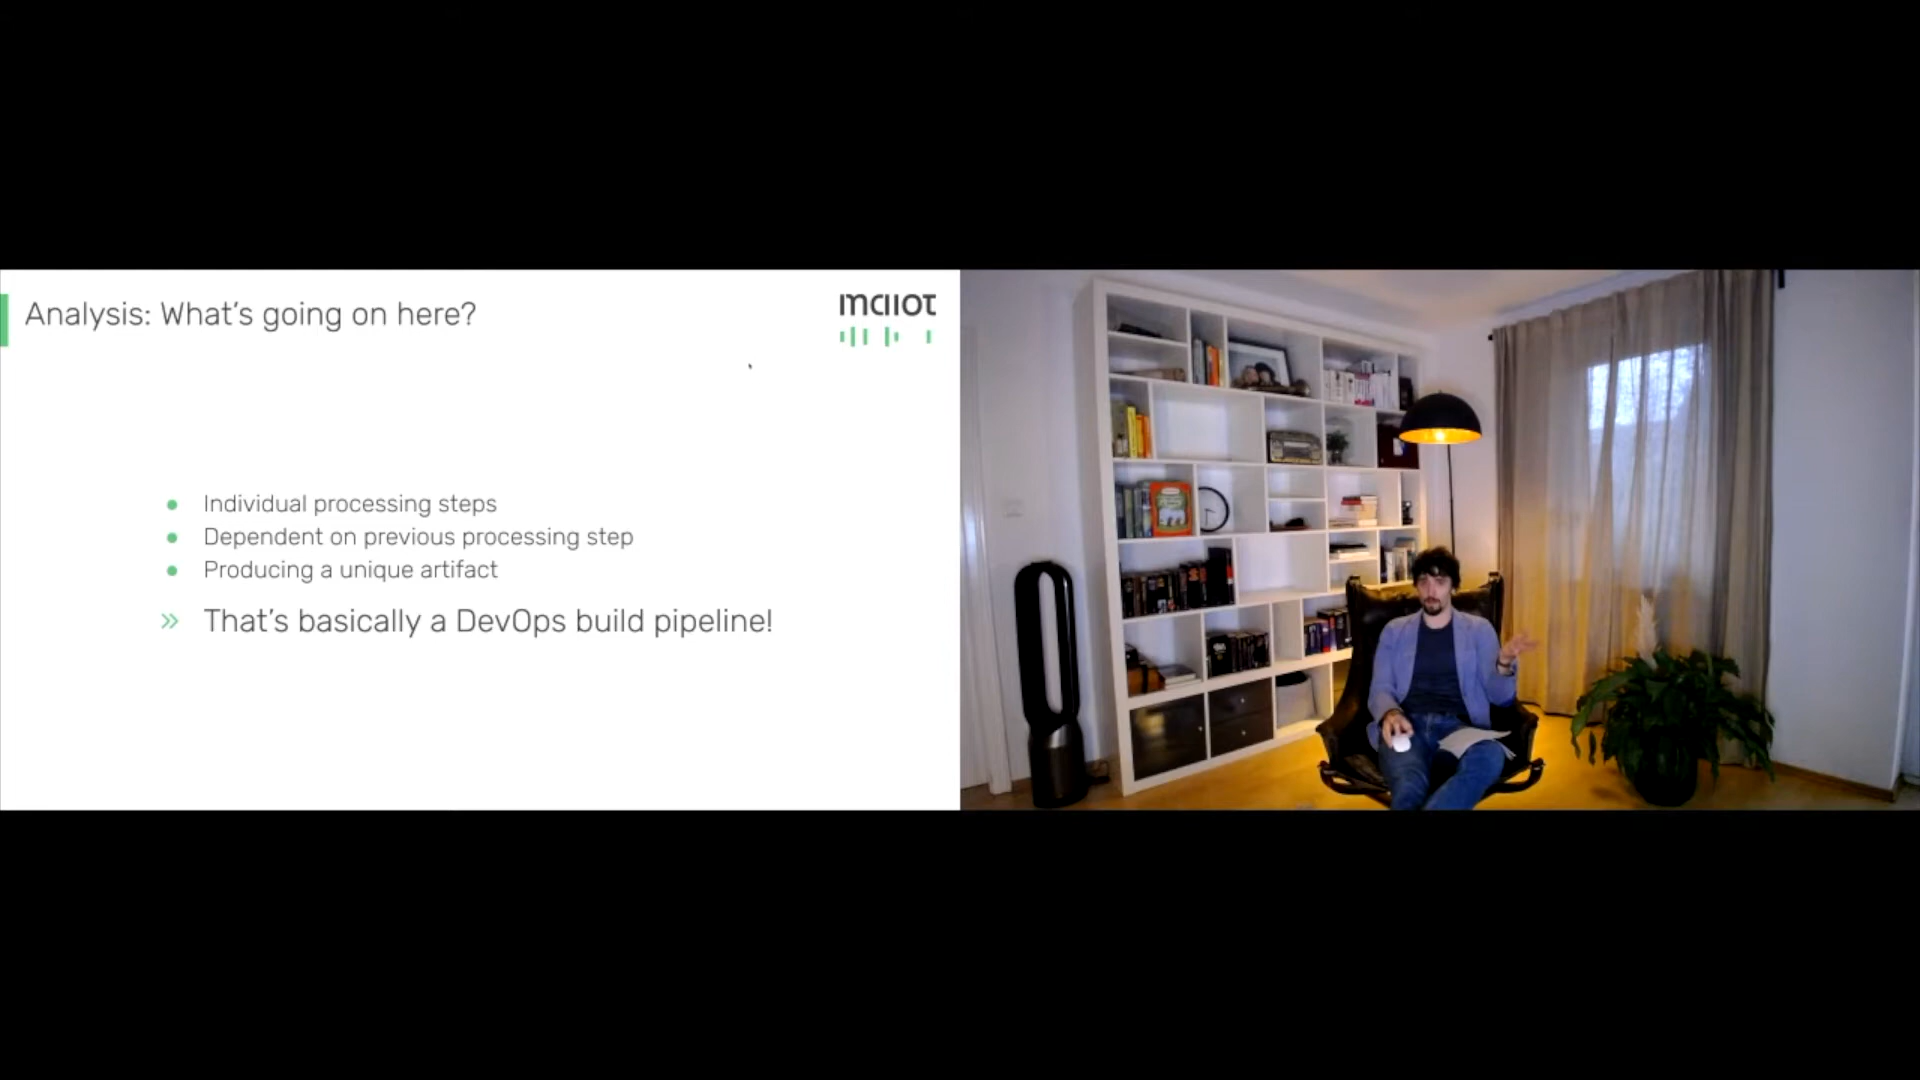 Analysis: What's going on here?
maiot
Individual processing steps
Dependent on previous processing step
Producing a unique artifact
» That's basically a DevOps build pipeline!